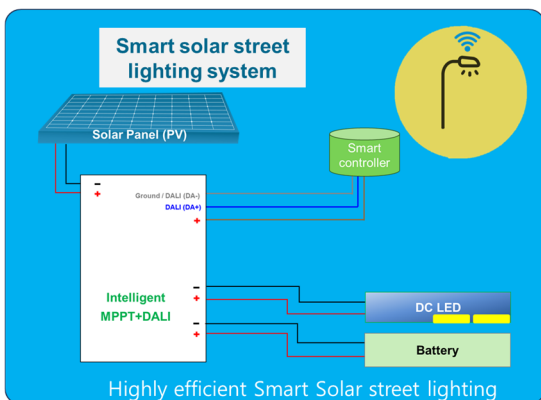 Smart solar street
lighting system
Solar Panel (PV)
Smart
controller
-
+
Ground / DALI (DA-)
DALI (DA+)
+
-
+
Intelligent
MPPT+DALI
-
+
DC LED
Battery
Highly efficient Smart Solar street lighting